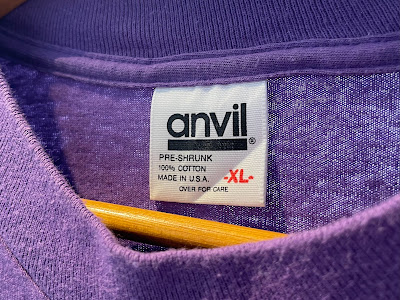 anvil®
PRE-SHRUNK
100% COTTON
MADE IN U.S.A. -XL-
OVER FOR CARE